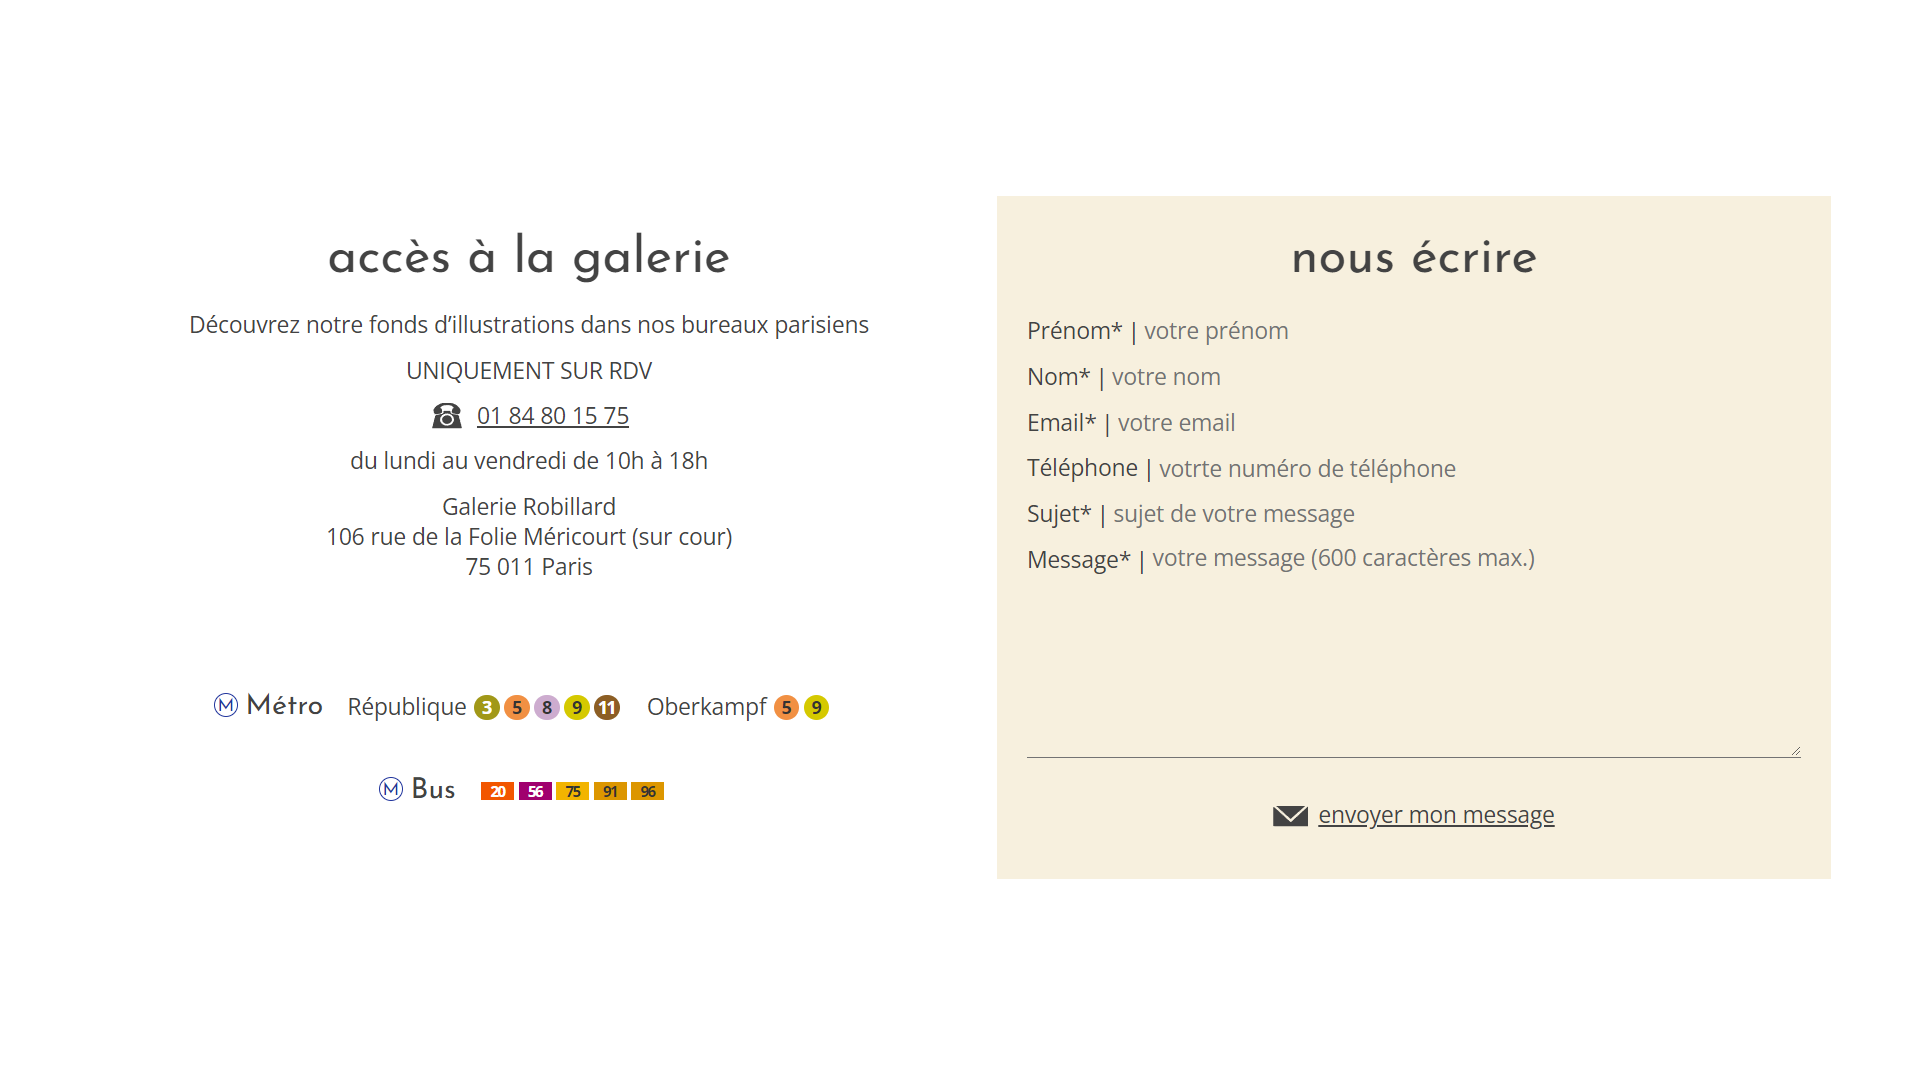 accès à la galerie
Découvrez notre fonds d’illustrations dans nos bureaux parisiens
UNIQUEMENT SUR RDV
01 84 80 15 75
du lundi au vendredi de 10h à 18h
Galerie Robillard
106 rue de la Folie Méricourt (sur cour)
75 011 Paris
M Métro République 3 5 8 9 11 Oberkampf 5 9
M Bus 20 56 75 91 96
nous écrire
Prénom* | votre prénom
Nom* | votre nom
Email* | votre email
Téléphone | votrte numéro de téléphone
Sujet* | sujet de votre message
Message* | votre message (600 caractères max.)
envoyer mon message